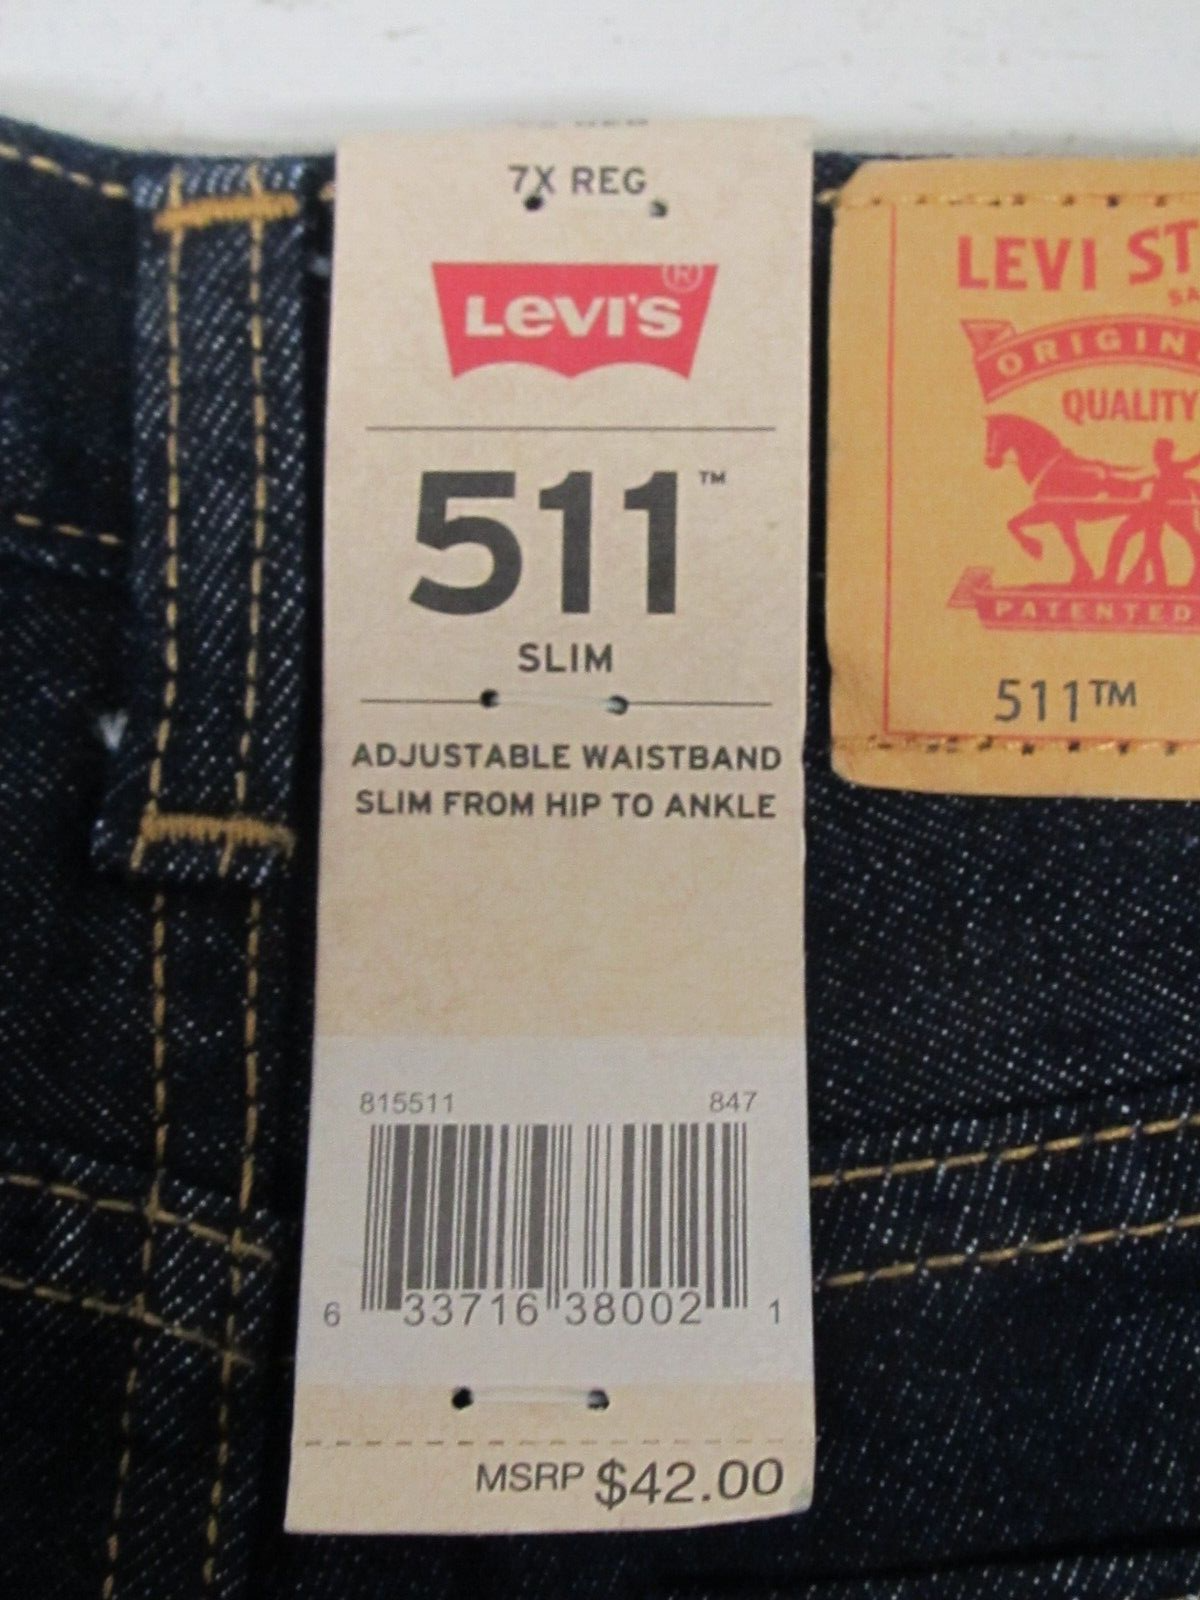 7X REG
LEVI'S ®
511™
SLIM
ADJUSTABLE WAISTBAND
SLIM FROM HIP TO ANKLE
815511 847
6 33716 38002 1
MSRP $42.00
LEVI
ORIGIN
QUALITY
PATENTED
511™